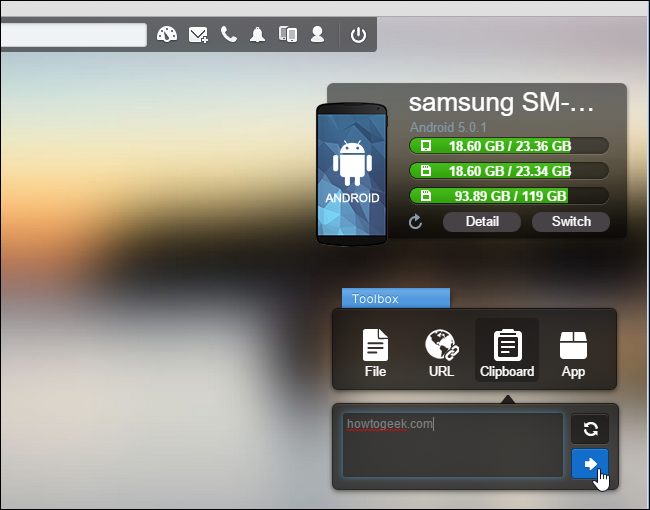 samsung SM-...
Android 5.0.1
18.60 GB / 23.36 GB
18.60 GB / 23.34 GB
93.89 GB / 119 GB
ANDROID
Detail
Switch
Toolbox
File
URL
Clipboard
App
howtogeek.com